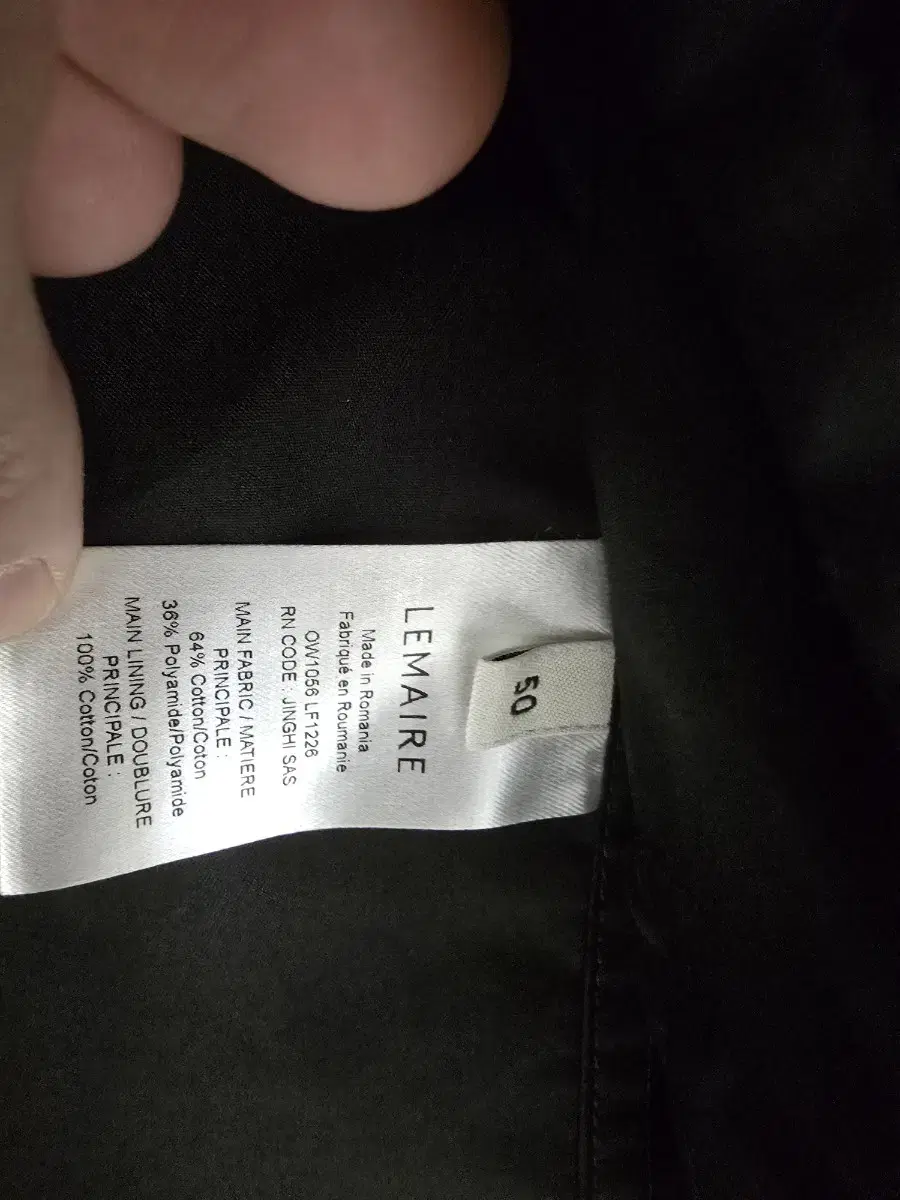 50
LEMAIRE
Made in Romania
Fabriqué en Roumanie
OW1056 LF1226
RN CODE : JINGHI SAS
MAIN FABRIC / MATIERE
PRINCIPALE :
64% Cotton/Coton
36% Polyamide/Polyamide
MAIN LINING / DOUBLURE
PRINCIPALE :
100% Cotton/Coton